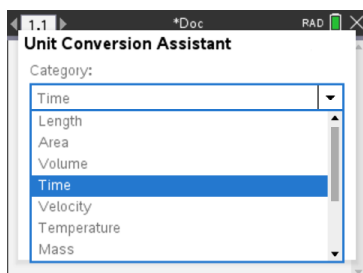 1.1
*Doc
RAD
Unit Conversion Assistant
Category:
Time
Length
Area
Volume
Time
Velocity
Temperature
Mass